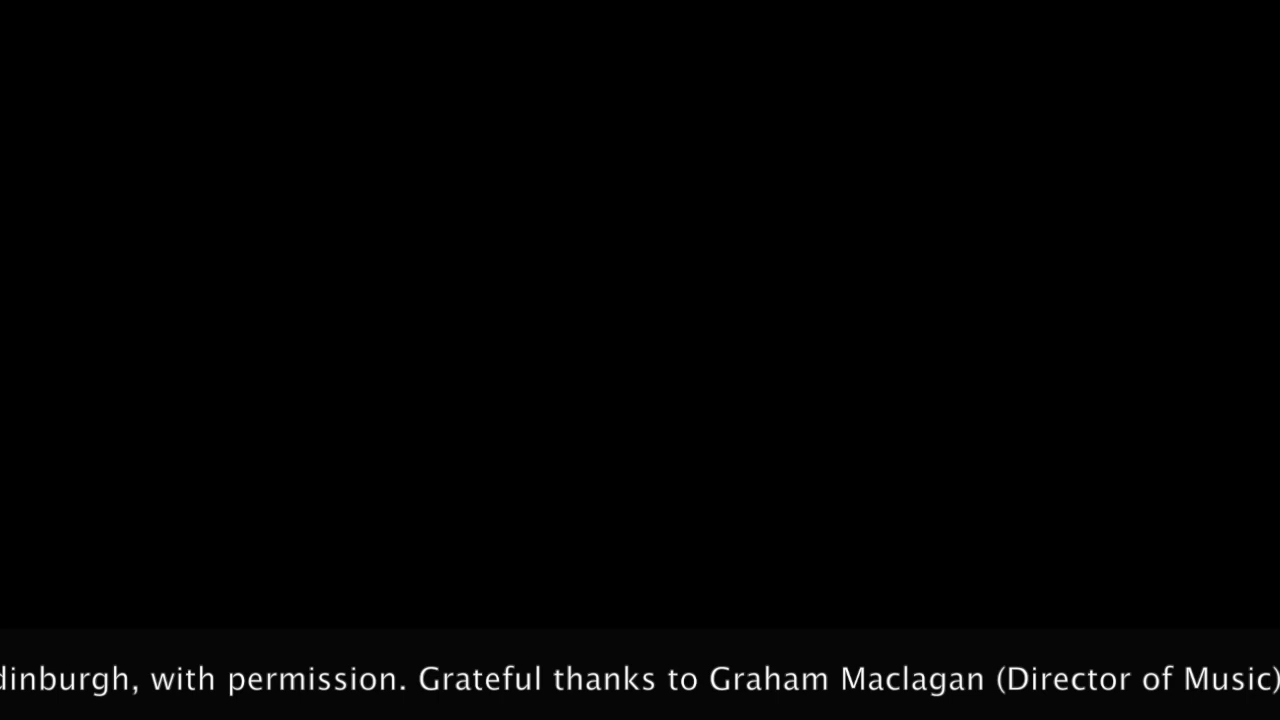 dinburgh, with permission. Grateful thanks to Graham Maclagan (Director of Music)